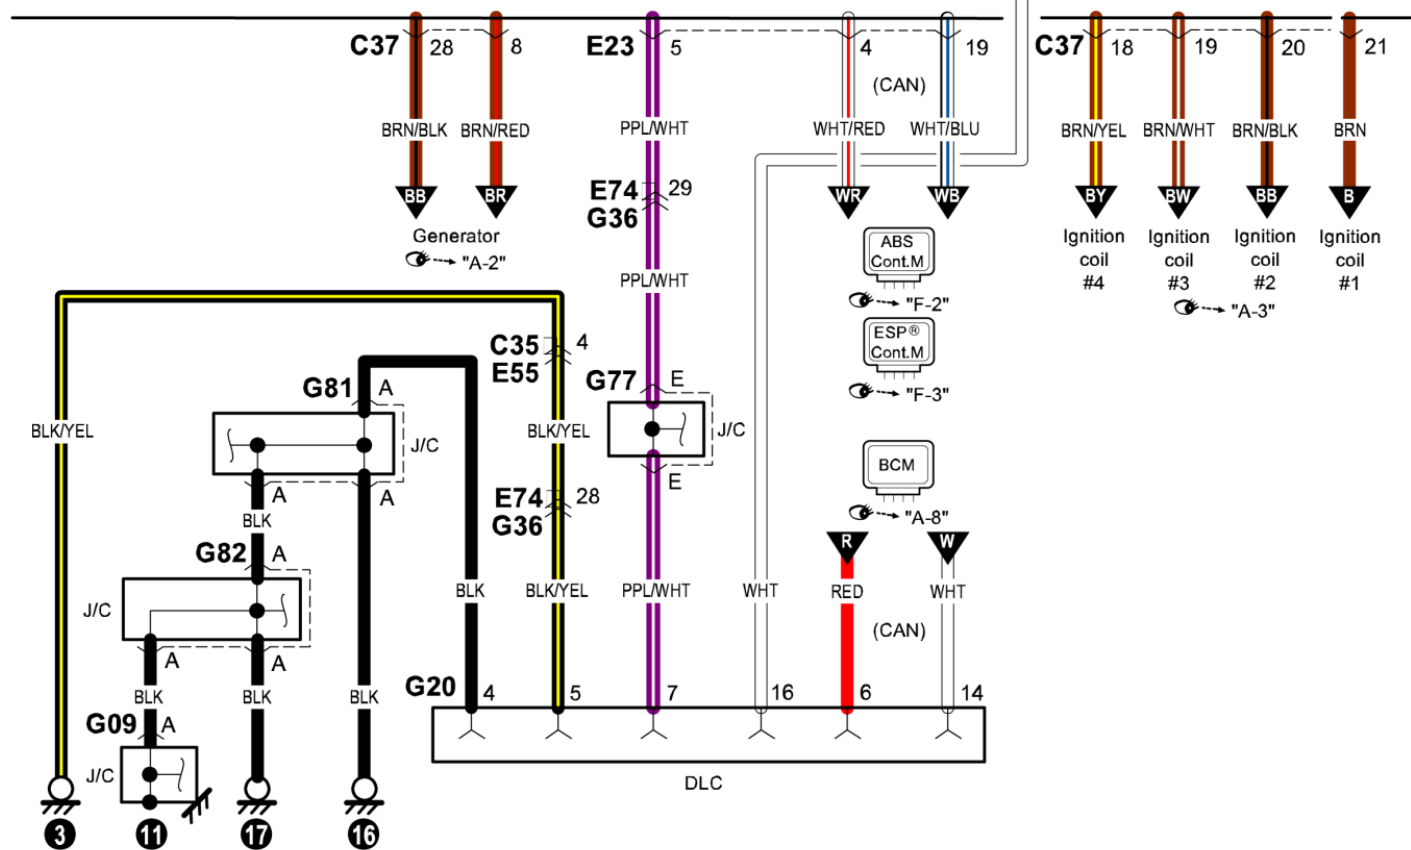 C37 28 8 E23 5 4 19 C37 18 19 20 21
(CAN)
BRN/BLK BRN/RED PPL/WHT WHT/RED WHT/BLU BRN/YEL BRN/WHT BRN/BLK BRN
E74 29
BB BR WR WB BY BW BB B
G36
Generator
"A-2"
ABS
Cont.M
"F-2"
Ignition
coil
#4
Ignition
coil
#3
Ignition
coil
#2
Ignition
coil
#1
"A-3"
PPL/WHT
ESP®
Cont.M
"F-3"
C35 4
E55
G81 A
G77 E
BLK/YEL J/C BLK/YEL J/C
BCM
"A-8"
A A
E
E74 28
G36
BLK
R W
G82 A
J/C
BLK BLK/YEL PPL/WHT WHT RED WHT
(CAN)
A A
BLK BLK BLK
G20 4 5 7 16 6 14
G09 A
J/C
DLC
3 11 17 16